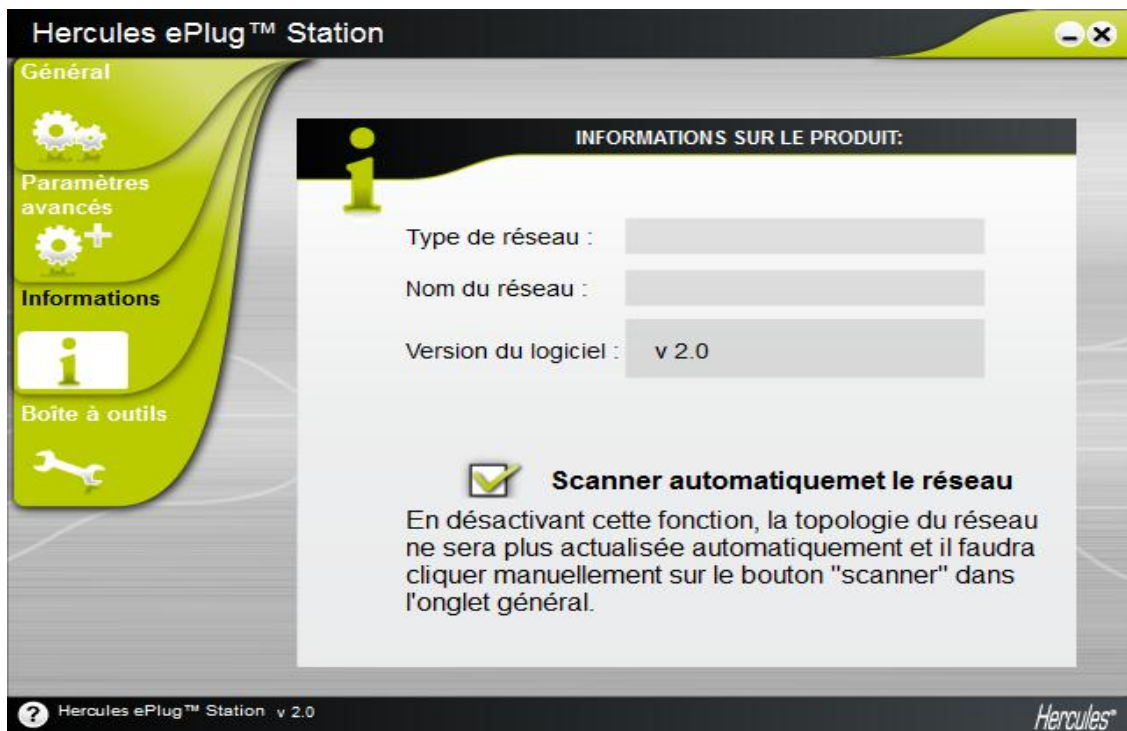 Hercules ePlug™ Station
Général
Paramètres
avancés
Informations
Boîte à outils
INFORMATIONS SUR LE PRODUIT:
Type de réseau :
Nom du réseau :
Version du logiciel : v 2.0
Scanner automatiquemet le réseau
En désactivant cette fonction, la topologie du réseau
ne sera plus actualisée automatiquement et il faudra
cliquer manuellement sur le bouton "scanner" dans
l'onglet général.
Hercules ePlug™ Station v 2.0
Hercules®